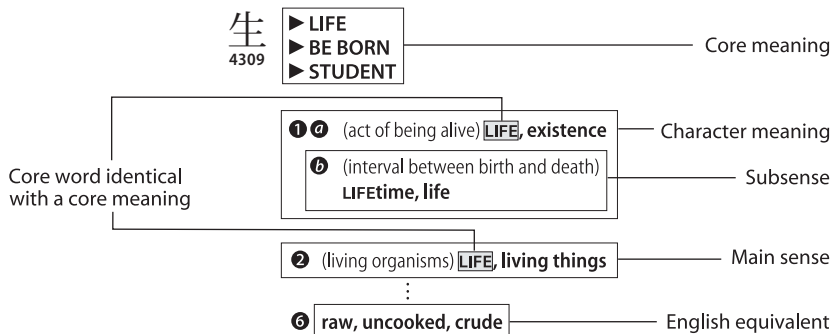 生
4309
▶ LIFE
▶ BE BORN
▶ STUDENT
Core meaning
❶ ⓐ (act of being alive) LIFE, existence
Character meaning
ⓑ (interval between birth and death)
LIFEtime, life
Subsense
Core word identical
with a core meaning
❷ (living organisms) LIFE, living things
Main sense
⋮
❻ raw, uncooked, crude
English equivalent